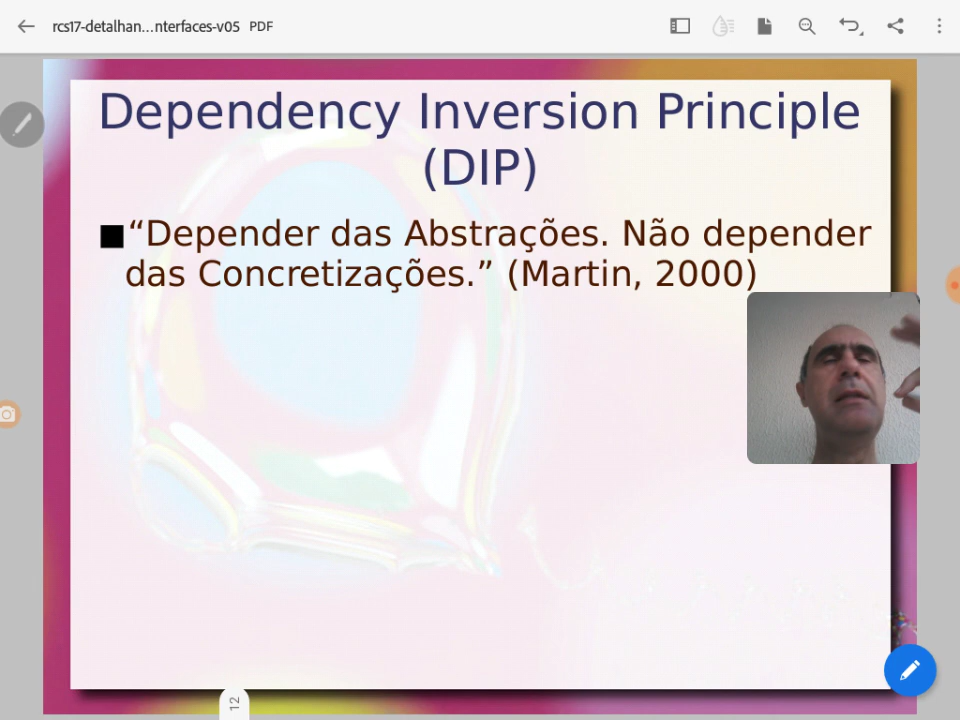 rcs17-detalhan...nterfaces-v05 PDF
Dependency Inversion Principle
(DIP)
“Depender das Abstrações. Não depender
das Concretizações.” (Martin, 2000)
12